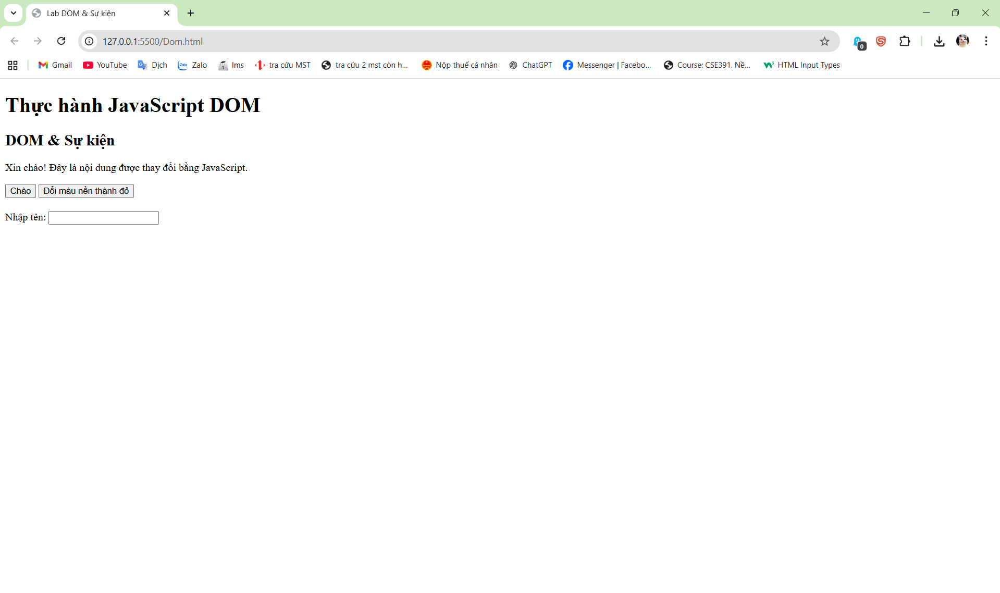 Lab DOM & Sự kiện
127.0.0.1:5500/Dom.html
0
Gmail YouTube Dịch Zalo Ims tra cứu MST tra cứu 2 mst còn h... Nộp thuế cá nhân ChatGPT Messenger | Facebo... Course: CSE391. Nề... HTML Input Types
Thực hành JavaScript DOM
DOM & Sự kiện
Xin chào! Đây là nội dung được thay đổi bằng JavaScript.
Chào Đổi màu nền thành đỏ
Nhập tên: